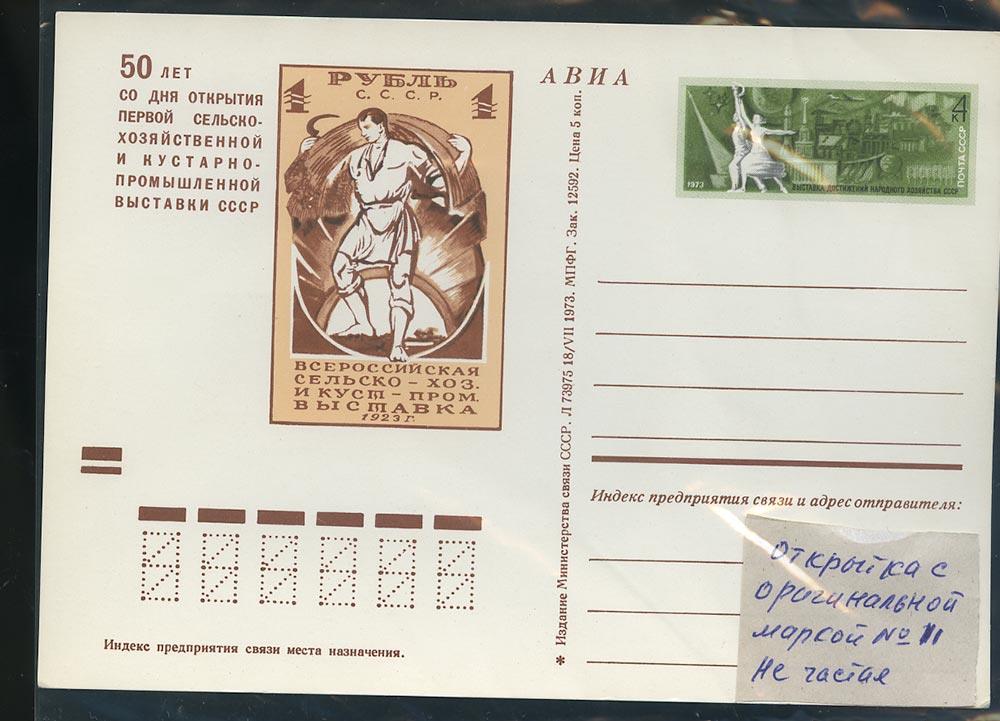 50 ЛЕТ
СО ДНЯ ОТКРЫТИЯ
ПЕРВОЙ СЕЛЬСКО-
ХОЗЯЙСТВЕННОЙ
И КУСТАРНО-
ПРОМЫШЛЕННОЙ
ВЫСТАВКИ СССР
РУБЛЬ
С. С. С. Р.
1 1
ВСЕРОССИЙСКАЯ
СЕЛЬСКО-ХОЗ.
И КУСТ-ПРОМ.
ВЫСТАВКА
1923 г.
АВИА
4 к
ПОЧТА СССР
1973
ВЫСТАВКА ДОСТИЖЕНИЙ НАРОДНОГО ХОЗЯЙСТВА СССР
* Издание Министерства связи СССР. Л 73975 18/VII 1973. МПФГ. Зак. 12592. Цена 5 коп.
Индекс предприятия связи и адрес отправителя:
Индекс предприятия связи места назначения.
Открытка с
оригинальной
маркой № 11
Не частая